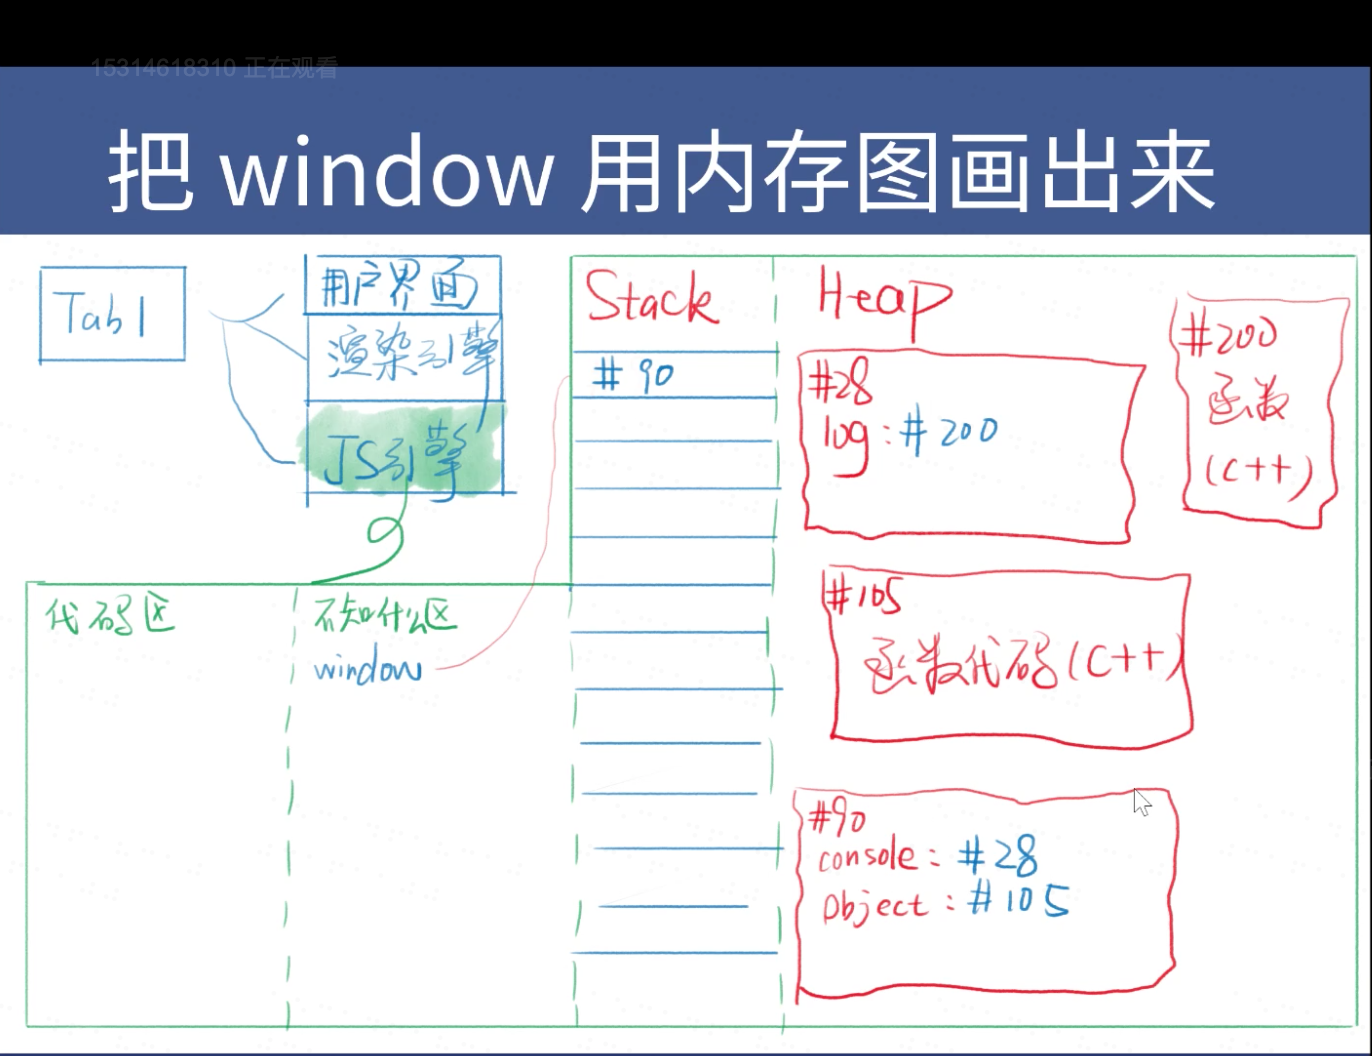 15314618310 正在观看
把 window 用内存图画出来
Tab1
用户界面
渲染引擎
JS引擎
代码区
不知什么区
window
Stack
#90
Heap
#28
log:#200
#200
函数
(C++)
#105
函数代码(C++)
#90
console:#28
Object:#105